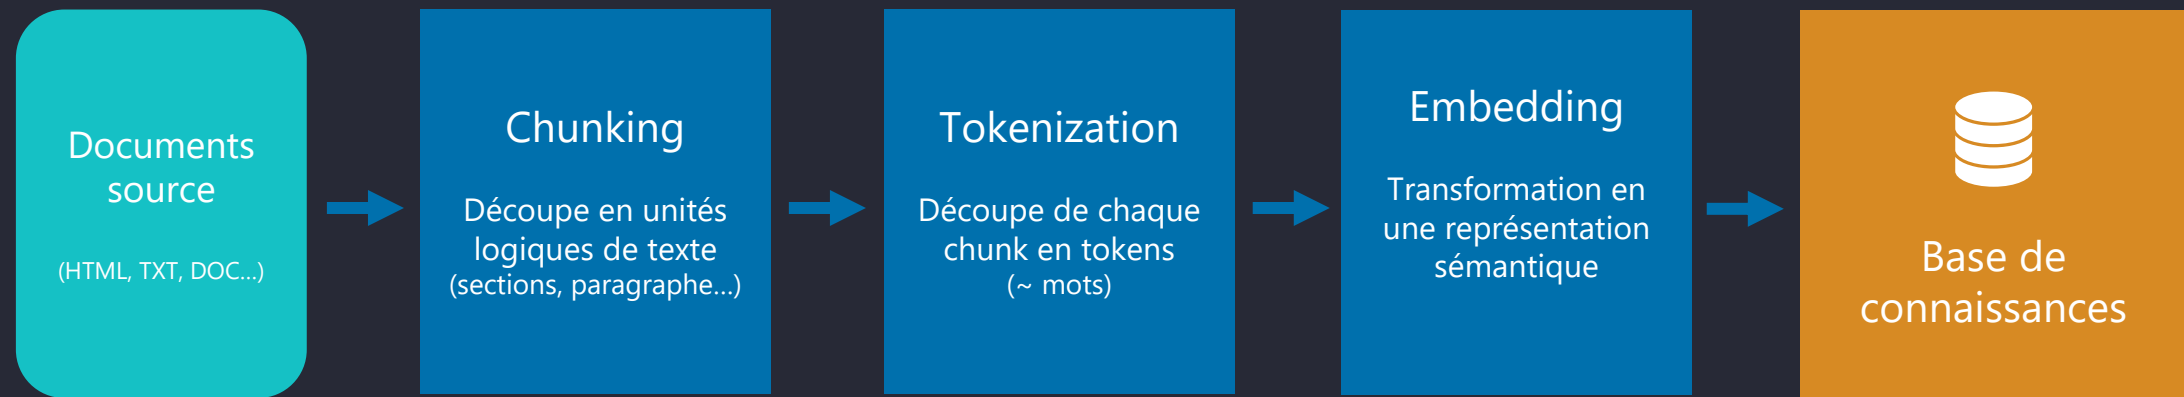 Documents
source
(HTML, TXT, DOC…)
Chunking
Découpe en unités
logiques de texte
(sections, paragraphe…)
Tokenization
Découpe de chaque
chunk en tokens
(~ mots)
Embedding
Transformation en
une représentation
sémantique
Base de
connaissances